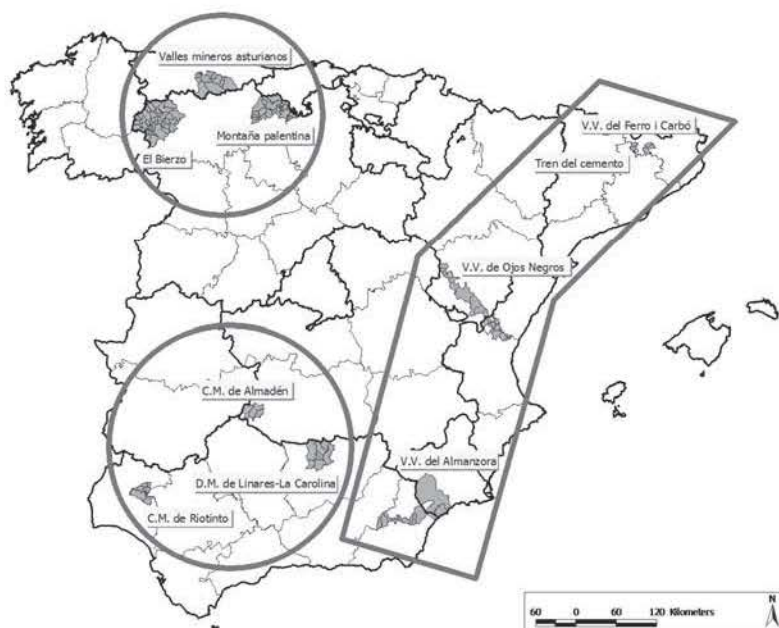 Valles mineros asturianos
Montaña palentina
El Bierzo
V.V. del Ferro i Carbó
Tren del cemento
V.V. de Ojos Negros
C.M. de Almadén
D.M. de Linares-La Carolina
V.V. del Almanzora
C.M. de Riotinto
60 0 60 120 Kilometers
N